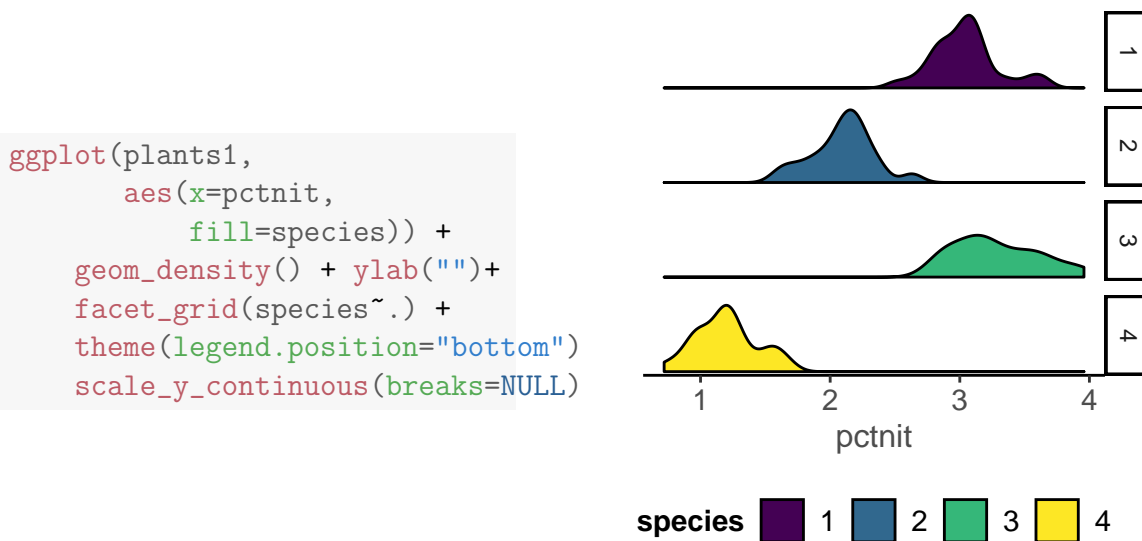 ggplot(plants1,
aes(x=pctnit,
fill=species)) +
geom_density() + ylab("")+
facet_grid(species~.) +
theme(legend.position="bottom")
scale_y_continuous(breaks=NULL)
1
2
3
4
1 2 3 4
pctnit
species 1 2 3 4